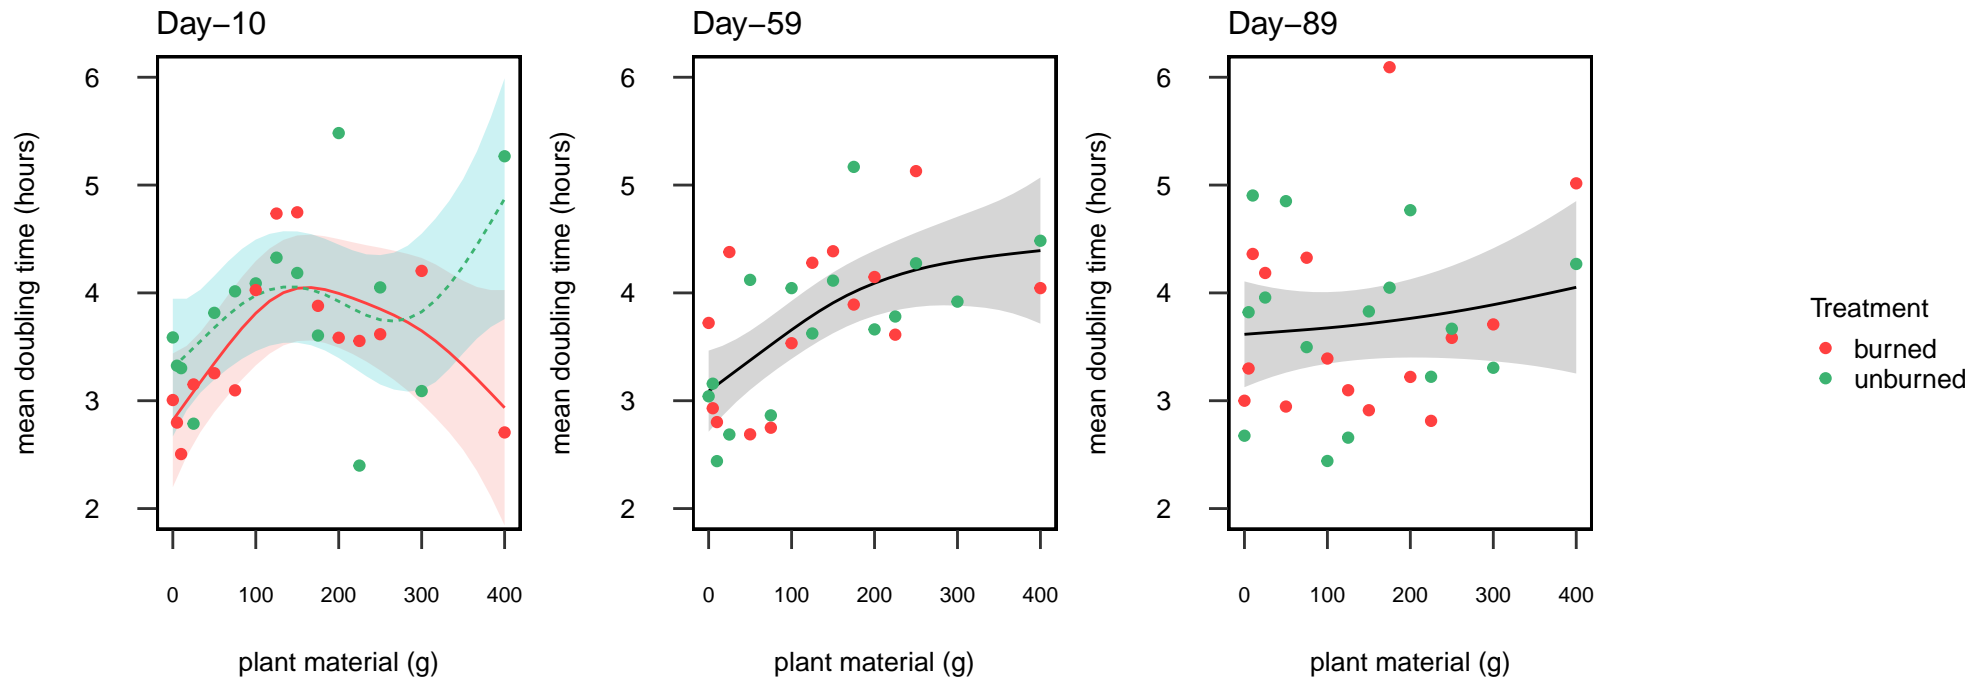 Day−10
Day−59
Day−89
mean doubling time (hours)
6
5
4
3
2
0 100 200 300 400
plant material (g)
mean doubling time (hours)
6
5
4
3
2
0 100 200 300 400
plant material (g)
mean doubling time (hours)
6
5
4
3
2
0 100 200 300 400
plant material (g)
Treatment
burned
unburned